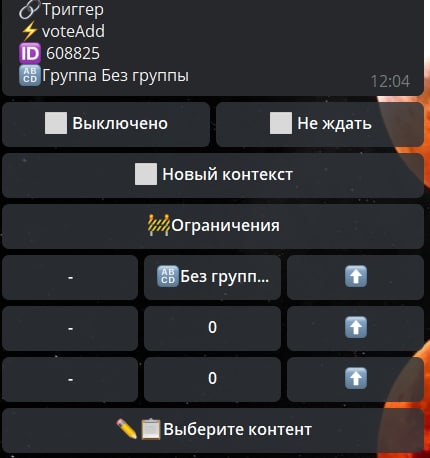 🔗Триггер
⚡voteAdd
🆔 608825
🔠Группа Без группы
12:04
⬜ Выключено
⬜ Не ждать
⬜ Новый контекст
🚧Ограничения
- 🔠Без групп... ⬆️
- 0 ⬆️
- 0 ⬆️
✏️📋Выберите контент